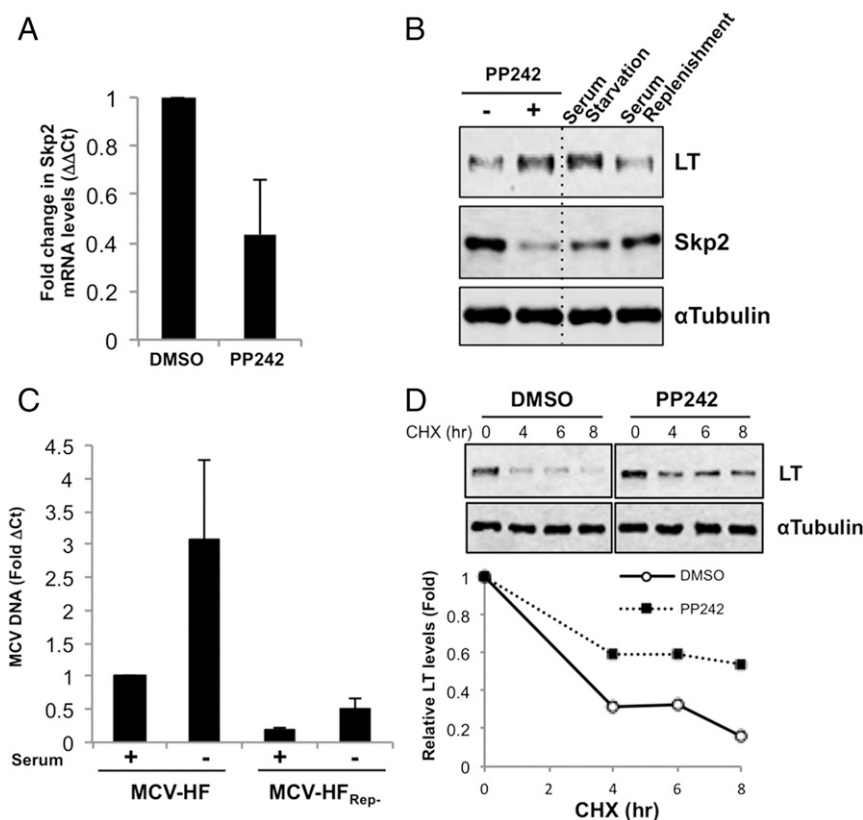 A
Fold change in Skp2
mRNA levels (ΔΔCt)
1
0.8
0.6
0.4
0.2
0
DMSO
PP242
B
PP242
- +
Serum
Starvation
Serum
Replenishment
LT
Skp2
αTubulin
C
MCV DNA (Fold ΔCt)
4.5
4
3.5
3
2.5
2
1.5
1
0.5
0
Serum + - + -
MCV-HF
MCV-HFRep-
D
DMSO PP242
CHX (hr) 0 4 6 8 0 4 6 8
LT
αTubulin
Relative LT levels (Fold)
1
0.8
0.6
0.4
0.2
0
DMSO
PP242
0 2 4 6 8
CHX (hr)